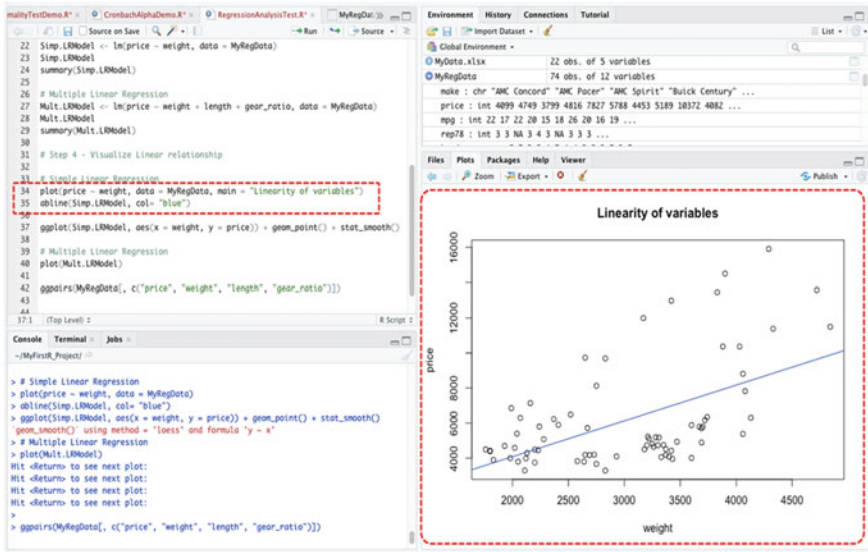 malityTestDemo.R*
CronbachAlphaDemo.R*
RegressionAnalysisTest.R*
MyRegDat
Source on Save
Run
Source
22 Simp.LRModel <- lm(price ~ weight, data = MyRegData)
23 Simp.LRModel
24 summary(Simp.LRModel)
25
26 # Multiple Linear Regression
27 Mult.LRModel <- lm(price ~ weight + length + gear_ratio, data = MyRegData)
28 Mult.LRModel
29 summary(Mult.LRModel)
30
31 # Step 4 - Visualize Linear relationship
32
# Simple Linear Regression
34 plot(price ~ weight, data = MyRegData, main = "Linearity of variables")
35 abline(Simp.LRModel, col= "blue")
37 ggplot(Simp.LRModel, aes(x = weight, y = price)) + geom_point() + stat_smooth()
38
39 # Multiple Linear Regression
40 plot(Mult.LRModel)
41
42 ggpairs(MyRegData[, c("price", "weight", "length", "gear_ratio")])
43
44
37:1 (Top Level)
R Script
Console Terminal Jobs
~/MyFirstR_Project/
> # Simple Linear Regression
> plot(price ~ weight, data = MyRegData)
> abline(Simp.LRModel, col= "blue")
> ggplot(Simp.LRModel, aes(x = weight, y = price)) + geom_point() + stat_smooth()
`geom_smooth()` using method = 'loess' and formula 'y ~ x'
> # Multiple Linear Regression
> plot(Mult.LRModel)
Hit <Return> to see next plot:
Hit <Return> to see next plot:
Hit <Return> to see next plot:
Hit <Return> to see next plot:
>
> ggpairs(MyRegData[, c("price", "weight", "length", "gear_ratio")])
Environment History Connections Tutorial
Import Dataset
List
Global Environment
MyData.xlsx 22 obs. of 5 variables
MyRegData 74 obs. of 12 variables
make : chr "AMC Concord" "AMC Pacer" "AMC Spirit" "Buick Century" ...
price : int 4099 4749 3799 4816 7827 5788 4453 5189 10372 4082 ...
mpg : int 22 17 22 20 15 18 26 20 16 19 ...
rep78 : int 3 3 NA 3 4 3 NA 3 3 3 ...
Files Plots Packages Help Viewer
Zoom Export
Publish
Linearity of variables
price
16000
12000
8000
6000
4000
2000 2500 3000 3500 4000 4500
weight